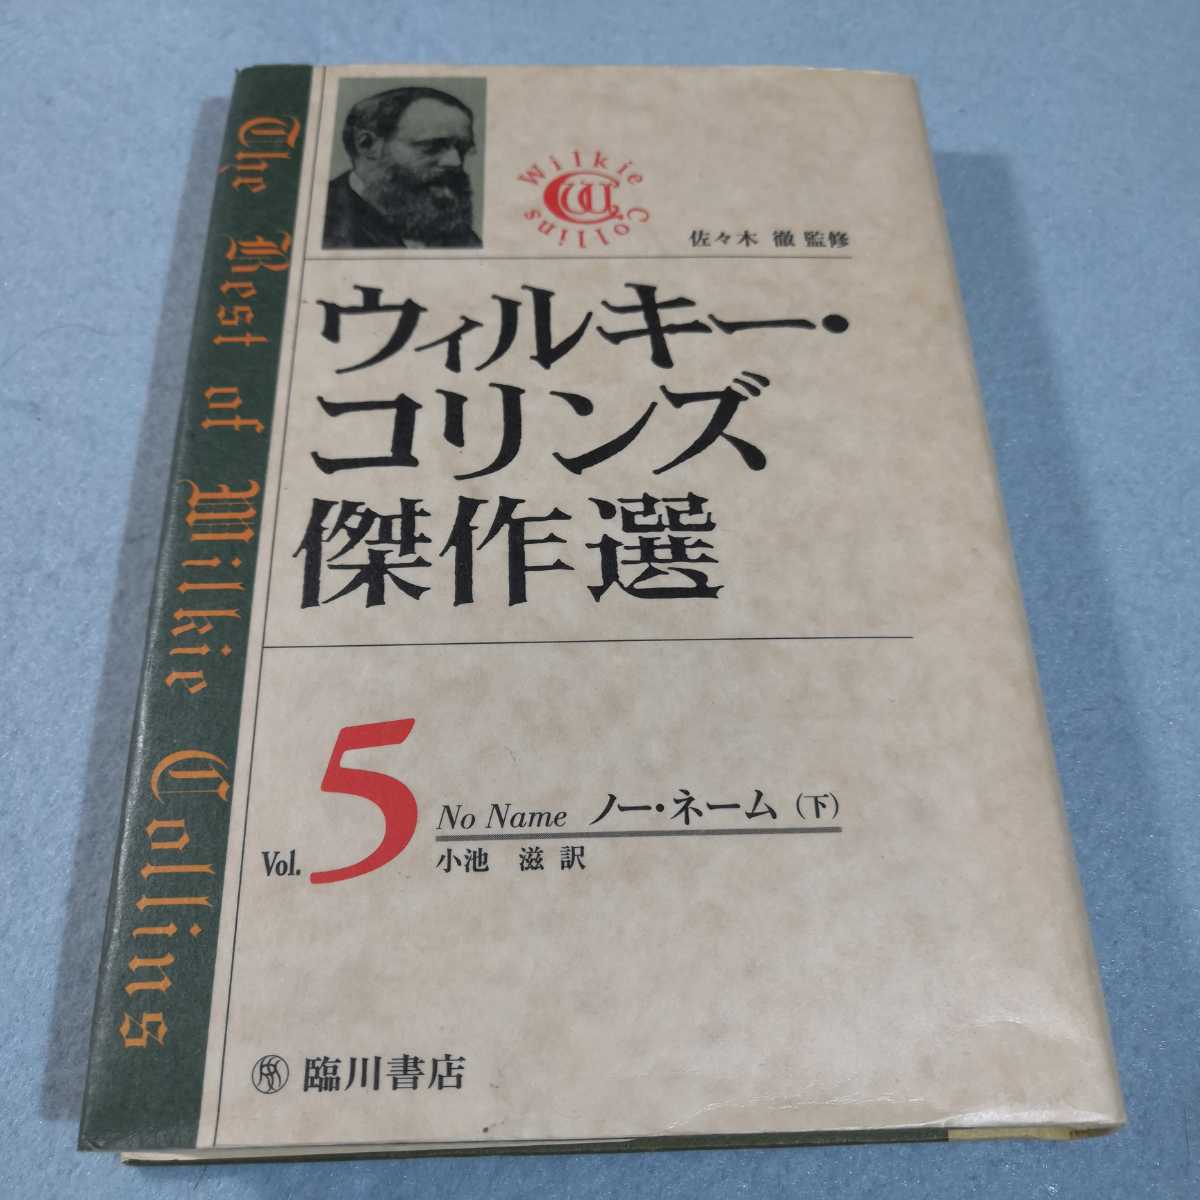 The Best of Wilkie Collins
Wilkie Collins
佐々木 徹 監修
ウィルキー・
コリンズ
傑作選
Vol. 5
No Name ノー・ネーム（下）
小池 滋 訳
臨川書店